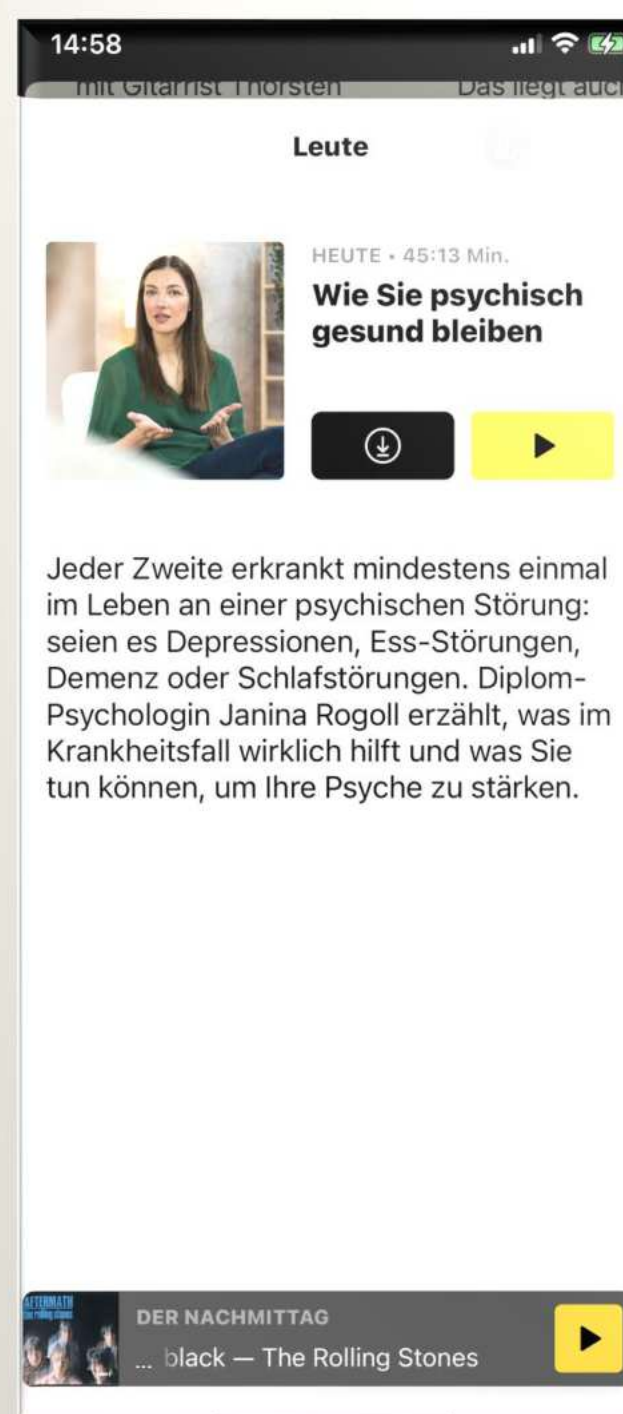 14:58
mit Gitarrist Thorsten
Das liegt auch
Leute
HEUTE • 45:13 Min.
Wie Sie psychisch
gesund bleiben
Jeder Zweite erkrankt mindestens einmal
im Leben an einer psychischen Störung:
seien es Depressionen, Ess-Störungen,
Demenz oder Schlafstörungen. Diplom-
Psychologin Janina Rogoll erzählt, was im
Krankheitsfall wirklich hilft und was Sie
tun können, um Ihre Psyche zu stärken.
AFTERMATH
the rolling stones
DER NACHMITTAG
... black — The Rolling Stones